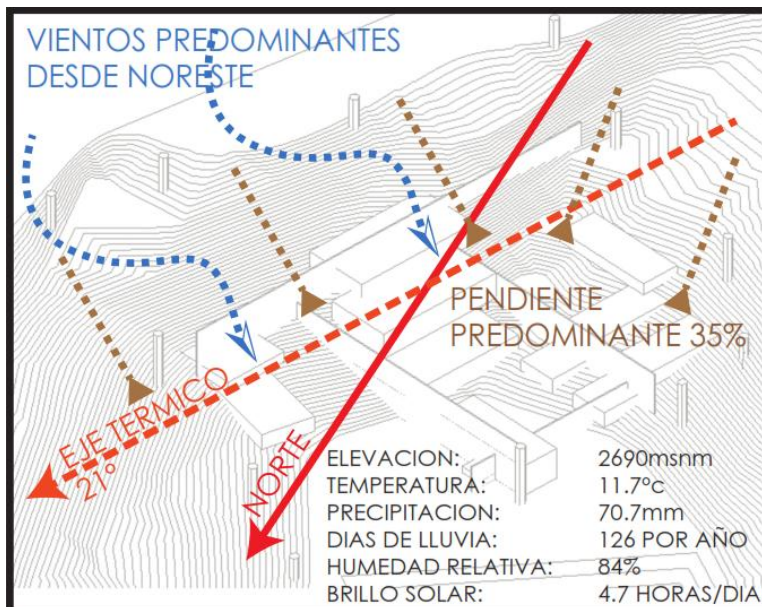 VIENTOS PREDOMINANTES
DESDE NORESTE
PENDIENTE
PREDOMINANTE 35%
EJE TERMICO
21°
NORTE
ELEVACION: 2690msnm
TEMPERATURA: 11.7°c
PRECIPITACION: 70.7mm
DIAS DE LLUVIA: 126 POR AÑO
HUMEDAD RELATIVA: 84%
BRILLO SOLAR: 4.7 HORAS/DIA